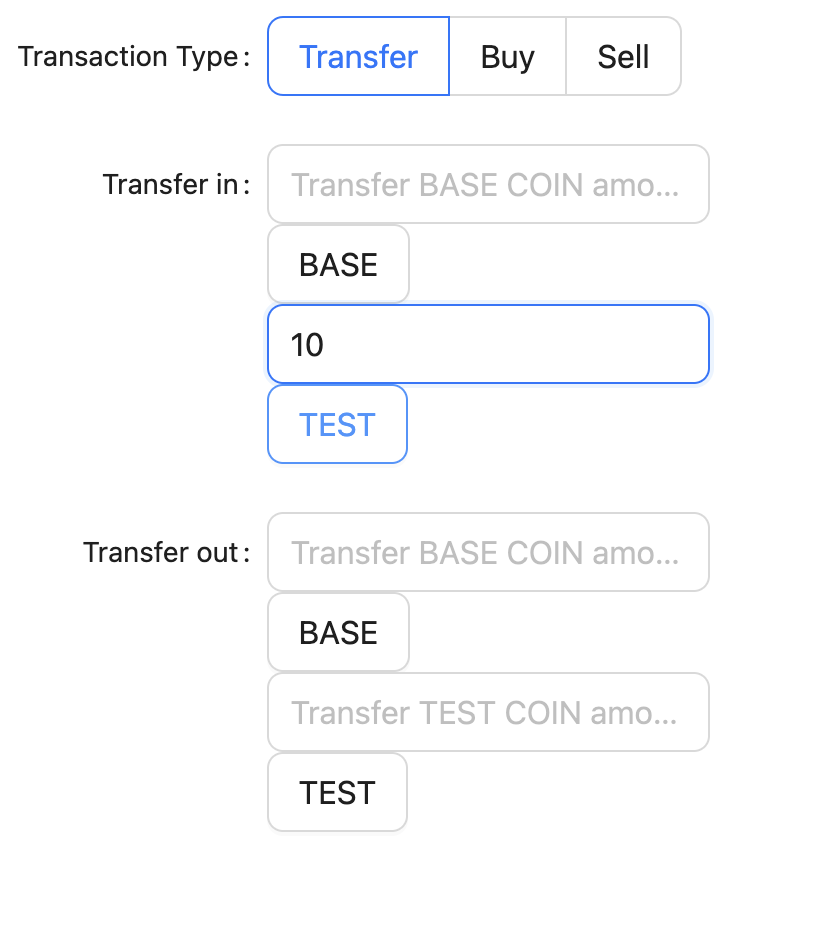 Transaction Type: Transfer Buy Sell
Transfer in: Transfer BASE COIN amo...
BASE
10
TEST
Transfer out: Transfer BASE COIN amo...
BASE
Transfer TEST COIN amo...
TEST